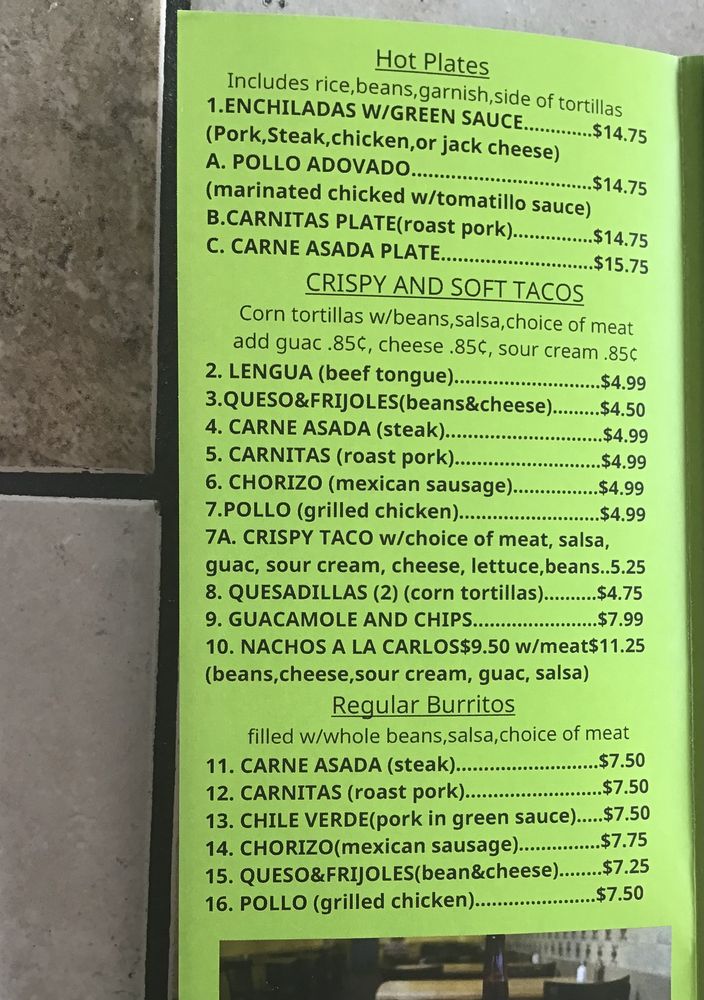 Hot Plates
Includes rice,beans,garnish,side of tortillas
1.ENCHILADAS W/GREEN SAUCE............$14.75
(Pork,Steak,chicken,or jack cheese)
A. POLLO ADOVADO................................$14.75
(marinated chicked w/tomatillo sauce)
B.CARNITAS PLATE(roast pork)..............$14.75
C. CARNE ASADA PLATE...........................$15.75
CRISPY AND SOFT TACOS
Corn tortillas w/beans,salsa,choice of meat
add guac .85¢, cheese .85¢, sour cream .85¢
2. LENGUA (beef tongue)..........................$4.99
3.QUESO&FRIJOLES(beans&cheese)........$4.50
4. CARNE ASADA (steak)............................$4.99
5. CARNITAS (roast pork)..........................$4.99
6. CHORIZO (mexican sausage)...............$4.99
7.POLLO (grilled chicken).........................$4.99
7A. CRISPY TACO w/choice of meat, salsa,
guac, sour cream, cheese, lettuce,beans..5.25
8. QUESADILLAS (2) (corn tortillas).........$4.75
9. GUACAMOLE AND CHIPS......................$7.99
10. NACHOS A LA CARLOS$9.50 w/meat$11.25
(beans,cheese,sour cream, guac, salsa)
Regular Burritos
filled w/whole beans,salsa,choice of meat
11. CARNE ASADA (steak)..........................$7.50
12. CARNITAS (roast pork)........................$7.50
13. CHILE VERDE(pork in green sauce).....$7.50
14. CHORIZO(mexican sausage)...............$7.75
15. QUESO&FRIJOLES(bean&cheese)........$7.25
16. POLLO (grilled chicken)......................$7.50